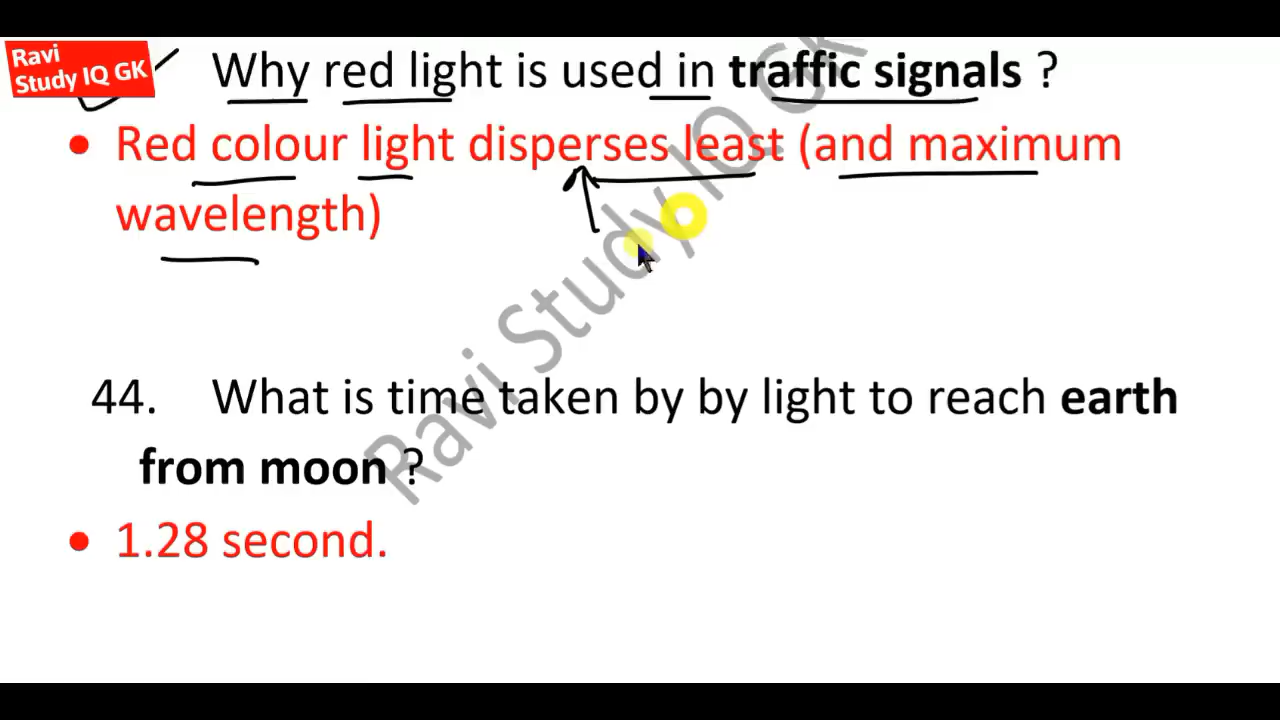 Ravi
Study IQ GK
Why red light is used in traffic signals ?
• Red colour light disperses least (and maximum
wavelength)
Ravi Study IQ GK
44. What is time taken by by light to reach earth
from moon ?
• 1.28 second.